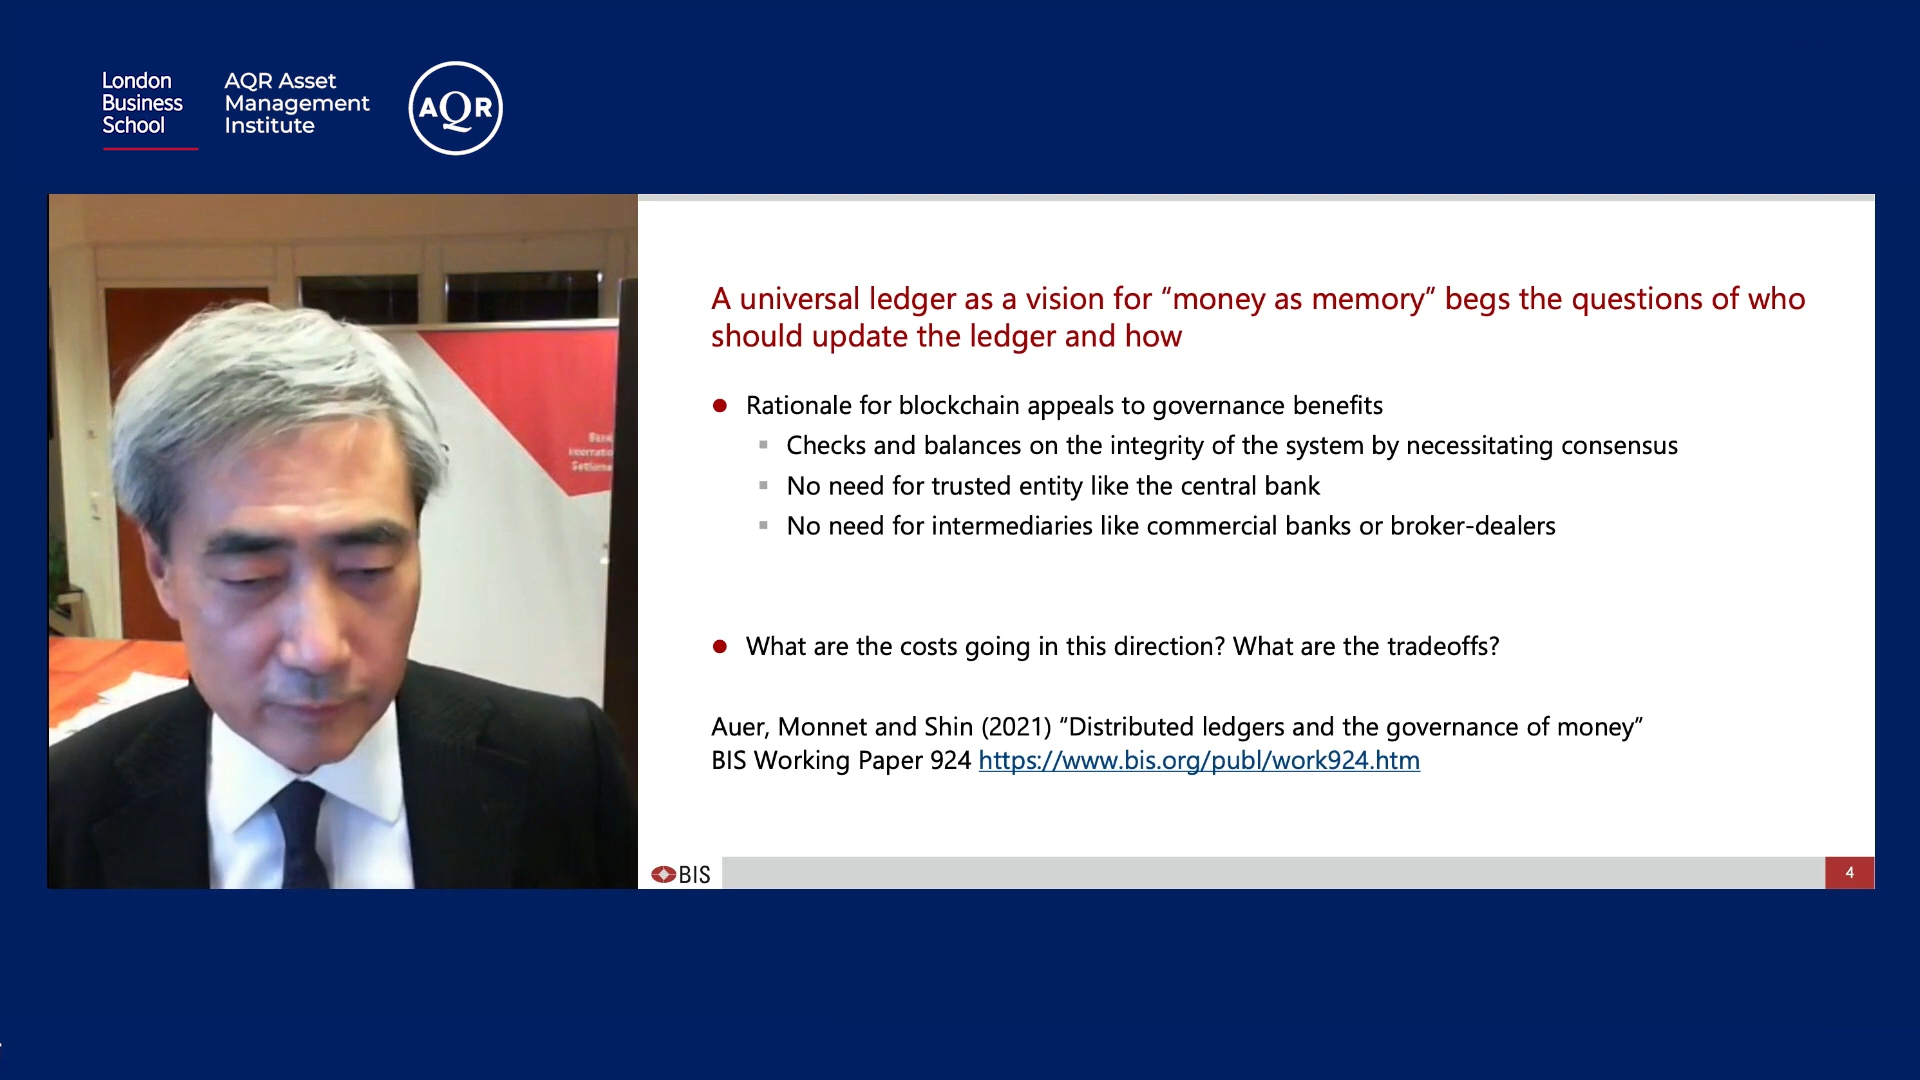 London
Business
School
AQR Asset
Management
Institute
AQR
A universal ledger as a vision for “money as memory” begs the questions of who
should update the ledger and how
Rationale for blockchain appeals to governance benefits
Checks and balances on the integrity of the system by necessitating consensus
No need for trusted entity like the central bank
No need for intermediaries like commercial banks or broker-dealers
What are the costs going in this direction? What are the tradeoffs?
Auer, Monnet and Shin (2021) “Distributed ledgers and the governance of money”
BIS Working Paper 924 https://www.bis.org/publ/work924.htm
BIS
4